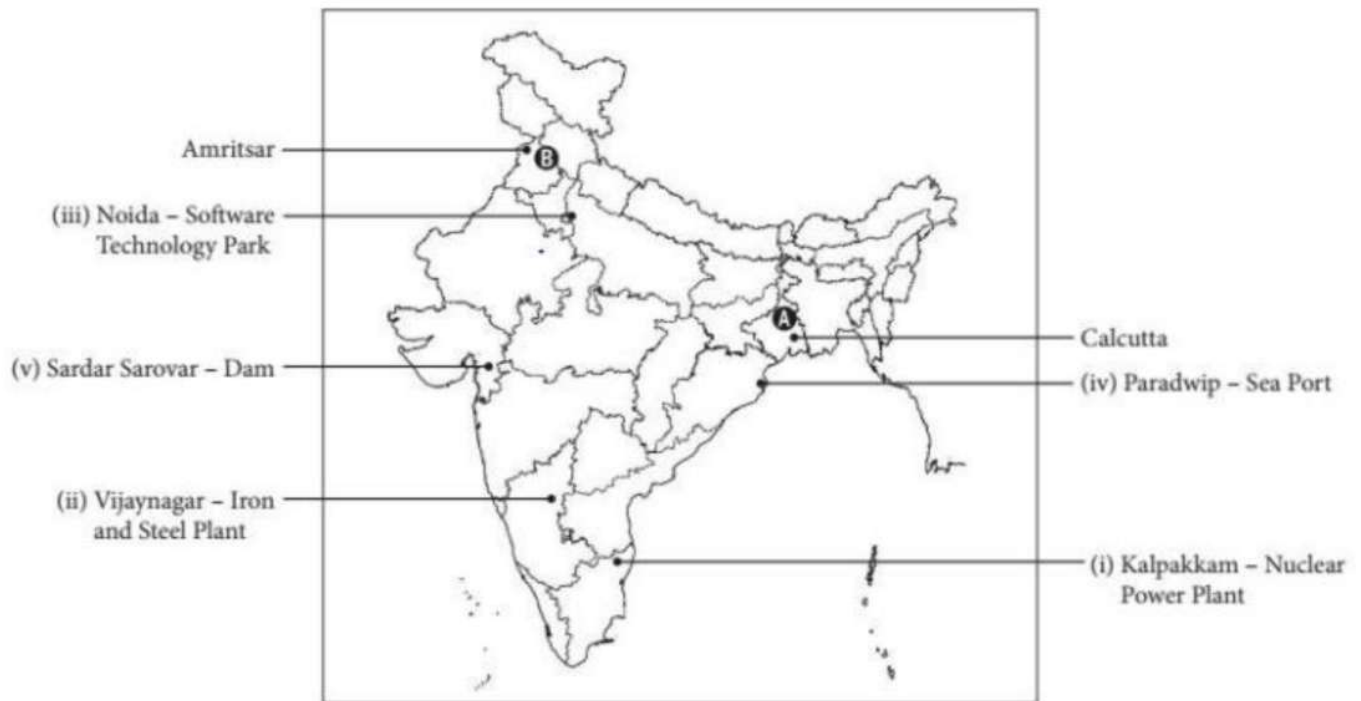 Amritsar
B
(iii) Noida – Software
Technology Park
A
Calcutta
(v) Sardar Sarovar – Dam
(iv) Paradwip – Sea Port
(ii) Vijaynagar – Iron
and Steel Plant
(i) Kalpakkam – Nuclear
Power Plant